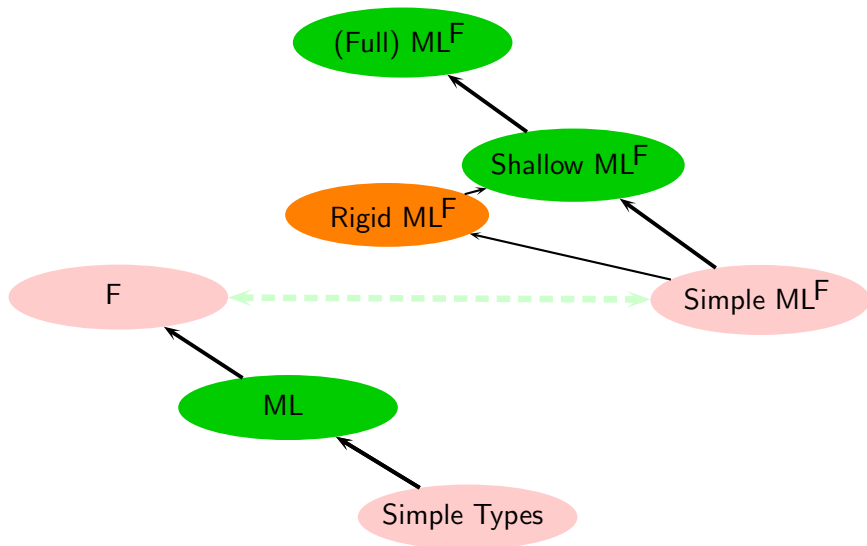 (Full) MLF
Shallow MLF
Rigid MLF
F
Simple MLF
ML
Simple Types